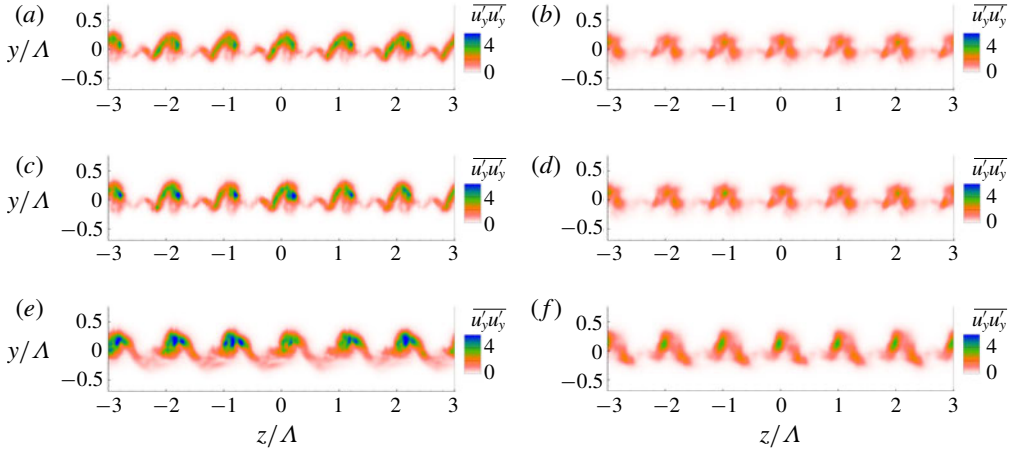 (a) 0.5 0 −0.5 y/Λ −3 −2 −1 0 1 2 3 u′yu′y 4 0
(b) 0.5 0 −0.5 −3 −2 −1 0 1 2 3 u′yu′y 4 0
(c) 0.5 0 −0.5 y/Λ −3 −2 −1 0 1 2 3 u′yu′y 4 0
(d) 0.5 0 −0.5 −3 −2 −1 0 1 2 3 u′yu′y 4 0
(e) 0.5 0 −0.5 y/Λ −3 −2 −1 0 1 2 3 u′yu′y 4 0
z/Λ
(f) 0.5 0 −0.5 −3 −2 −1 0 1 2 3 u′yu′y 4 0
z/Λ